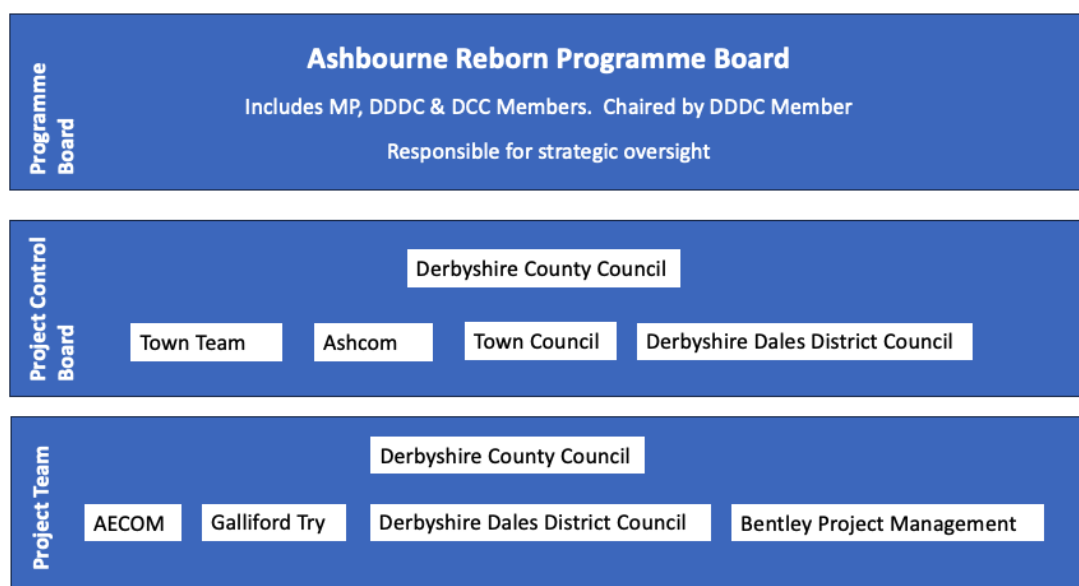 Programme
Board
Ashbourne Reborn Programme Board
Includes MP, DDDC & DCC Members.  Chaired by DDDC Member
Responsible for strategic oversight
Project Control
Board
Derbyshire County Council
Town Team
Ashcom
Town Council
Derbyshire Dales District Council
Project Team
Derbyshire County Council
AECOM
Galliford Try
Derbyshire Dales District Council
Bentley Project Management